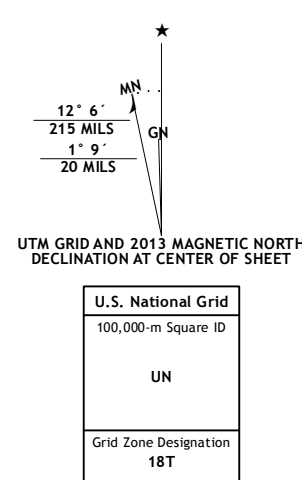 MN
12° 6´
215 MILS
GN
1° 9´
20 MILS
UTM GRID AND 2013 MAGNETIC NORTH
DECLINATION AT CENTER OF SHEET
U.S. National Grid
100,000-m Square ID
UN
Grid Zone Designation
18T